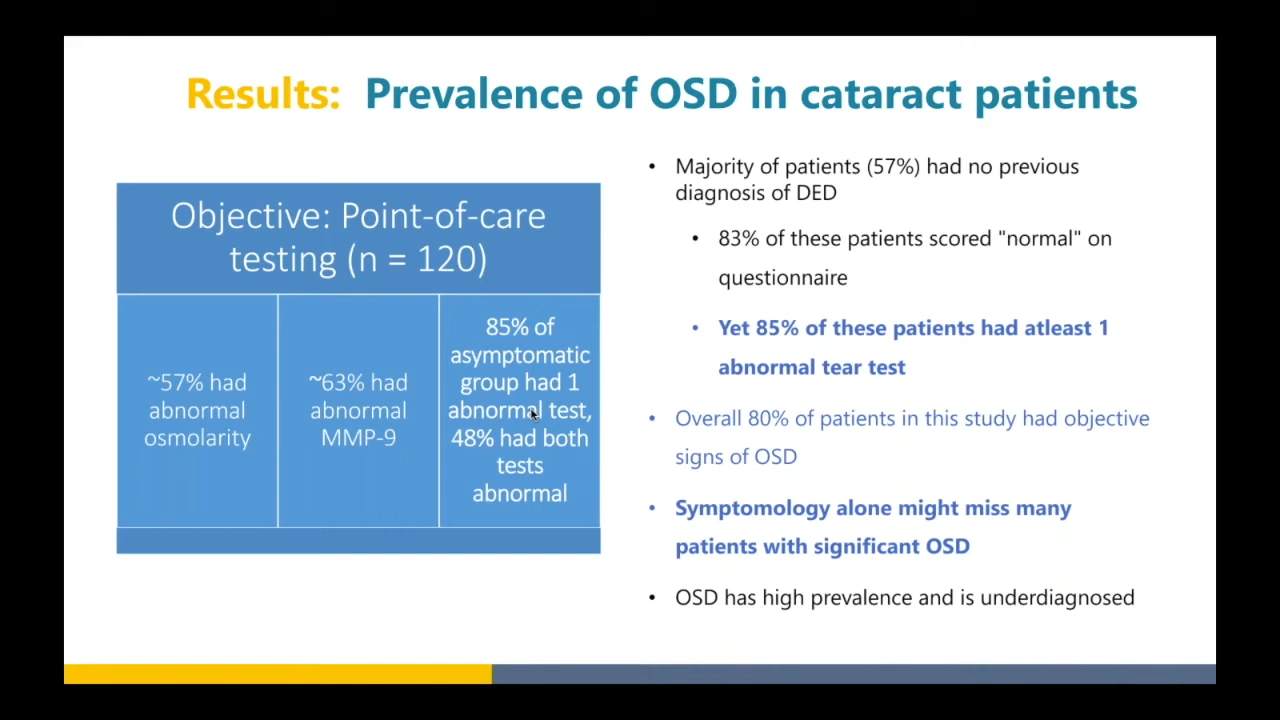 Results: Prevalence of OSD in cataract patients
Objective: Point-of-care
testing (n = 120)
~57% had
abnormal
osmolarity
~63% had
abnormal
MMP-9
85% of
asymptomatic
group had 1
abnormal test,
48% had both
tests
abnormal
• Majority of patients (57%) had no previous
diagnosis of DED
• 83% of these patients scored "normal" on
questionnaire
• Yet 85% of these patients had atleast 1
abnormal tear test
• Overall 80% of patients in this study had objective
signs of OSD
• Symptomology alone might miss many
patients with significant OSD
• OSD has high prevalence and is underdiagnosed